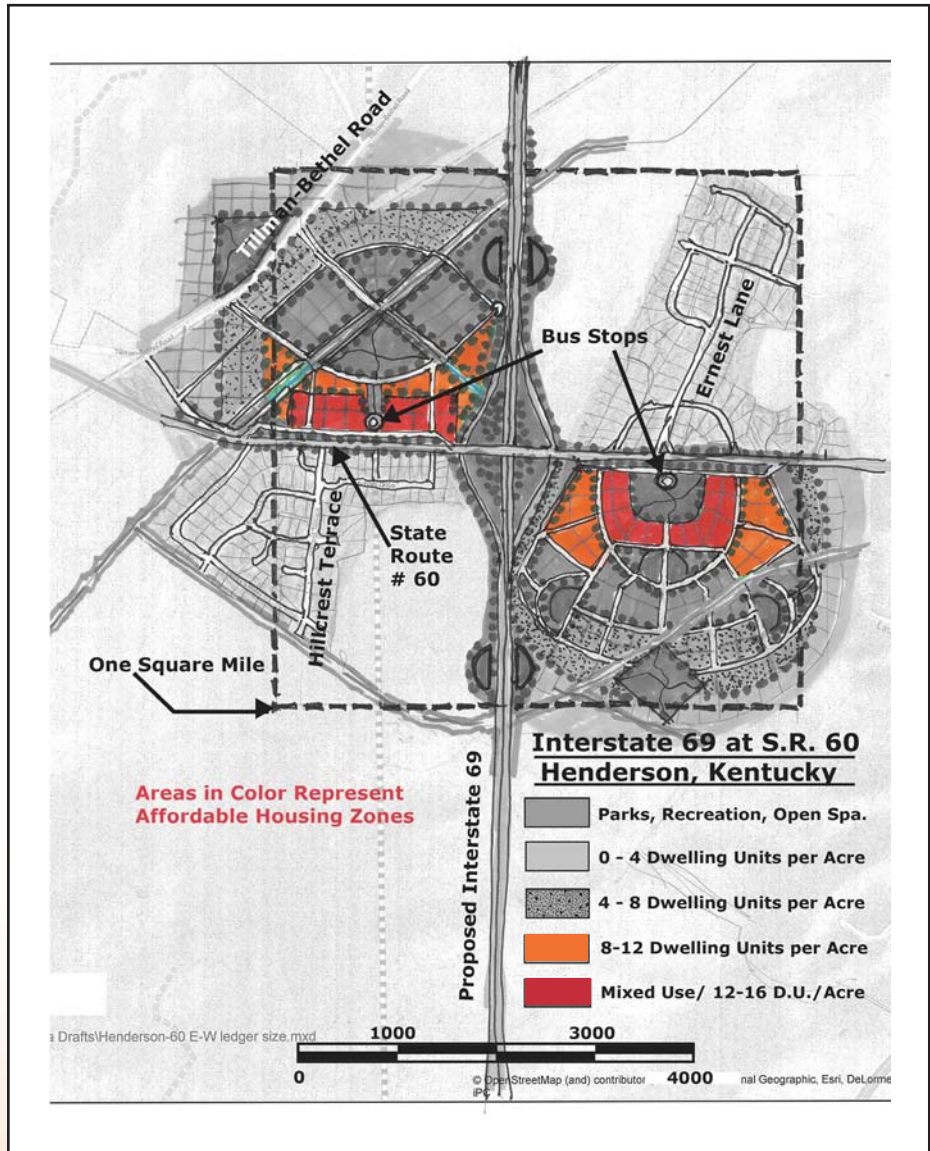 Tillman-Bethel Road
Bus Stops
Ernest Lane
State
Route
# 60
Hillcrest Terrace
One Square Mile
Interstate 69 at S.R. 60
Henderson, Kentucky
Areas in Color Represent
Affordable Housing Zones
Proposed Interstate 69
Parks, Recreation, Open Spa.
0 - 4 Dwelling Units per Acre
4 - 8 Dwelling Units per Acre
8-12 Dwelling Units per Acre
Mixed Use/ 12-16 D.U./Acre
a Drafts\Henderson-60 E-W ledger size.mxd
1000 3000
0 4000
© OpenStreetMap (and) contributor nal Geographic, Esri, DeLorme
iPC